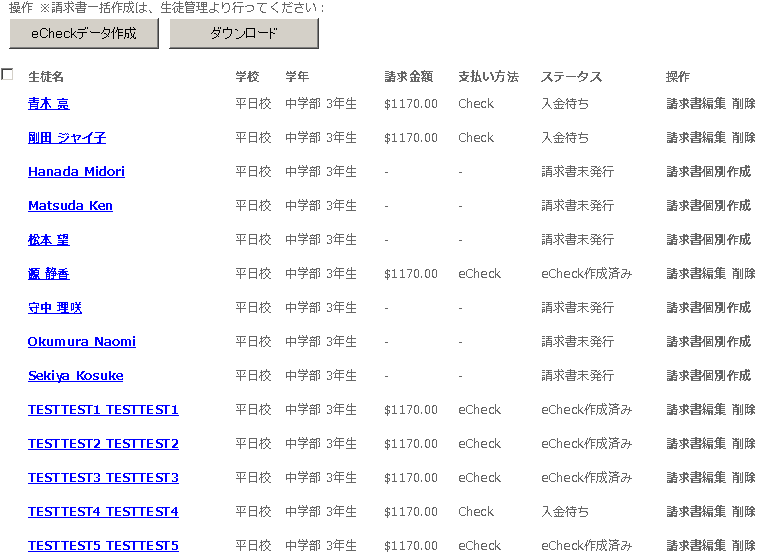 操作 ※請求書一括作成は、生徒管理より行ってください：
eCheckデータ作成 ダウンロード
生徒名 学校 学年 請求金額 支払い方法 ステータス 操作
青木 亮 平日校 中学部 3年生 $1170.00 Check 入金待ち 請求書編集 削除
剛田 ジャイ子 平日校 中学部 3年生 $1170.00 Check 入金待ち 請求書編集 削除
Hanada Midori 平日校 中学部 3年生 - - 請求書未発行 請求書個別作成
Matsuda Ken 平日校 中学部 3年生 - - 請求書未発行 請求書個別作成
松本 望 平日校 中学部 3年生 - - 請求書未発行 請求書個別作成
源 静香 平日校 中学部 3年生 $1170.00 eCheck eCheck作成済み 請求書編集 削除
守中 理咲 平日校 中学部 3年生 - - 請求書未発行 請求書個別作成
Okumura Naomi 平日校 中学部 3年生 - - 請求書未発行 請求書個別作成
Sekiya Kosuke 平日校 中学部 3年生 - - 請求書未発行 請求書個別作成
TESTTEST1 TESTTEST1 平日校 中学部 3年生 $1170.00 eCheck eCheck作成済み 請求書編集 削除
TESTTEST2 TESTTEST2 平日校 中学部 3年生 $1170.00 eCheck eCheck作成済み 請求書編集 削除
TESTTEST3 TESTTEST3 平日校 中学部 3年生 $1170.00 eCheck eCheck作成済み 請求書編集 削除
TESTTEST4 TESTTEST4 平日校 中学部 3年生 $1170.00 Check 入金待ち 請求書編集 削除
TESTTEST5 TESTTEST5 平日校 中学部 3年生 $1170.00 eCheck eCheck作成済み 請求書編集 削除